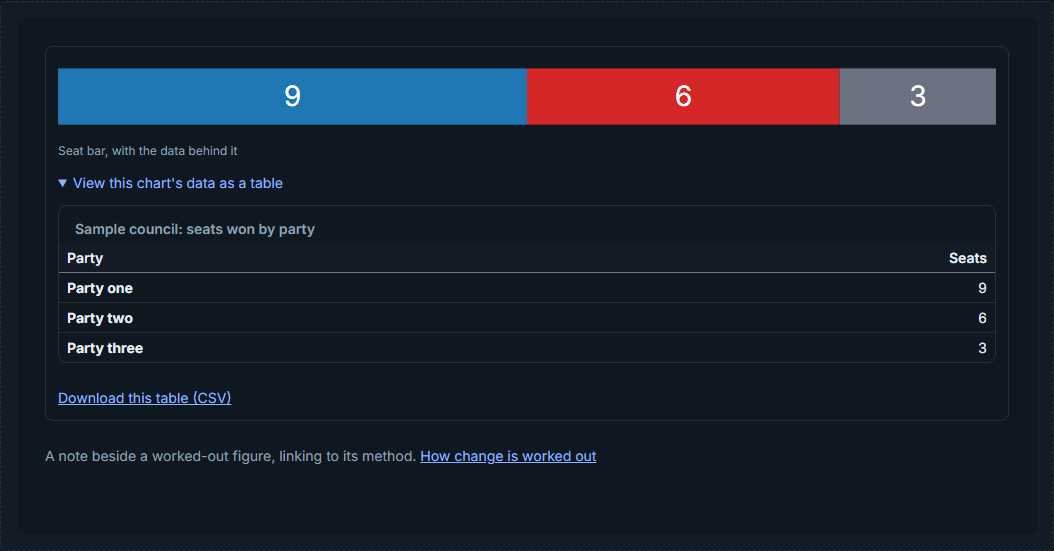 9 6 3
Seat bar, with the data behind it
▼ View this chart's data as a table
Sample council: seats won by party
Party Seats
Party one 9
Party two 6
Party three 3
Download this table (CSV)
A note beside a worked-out figure, linking to its method. How change is worked out